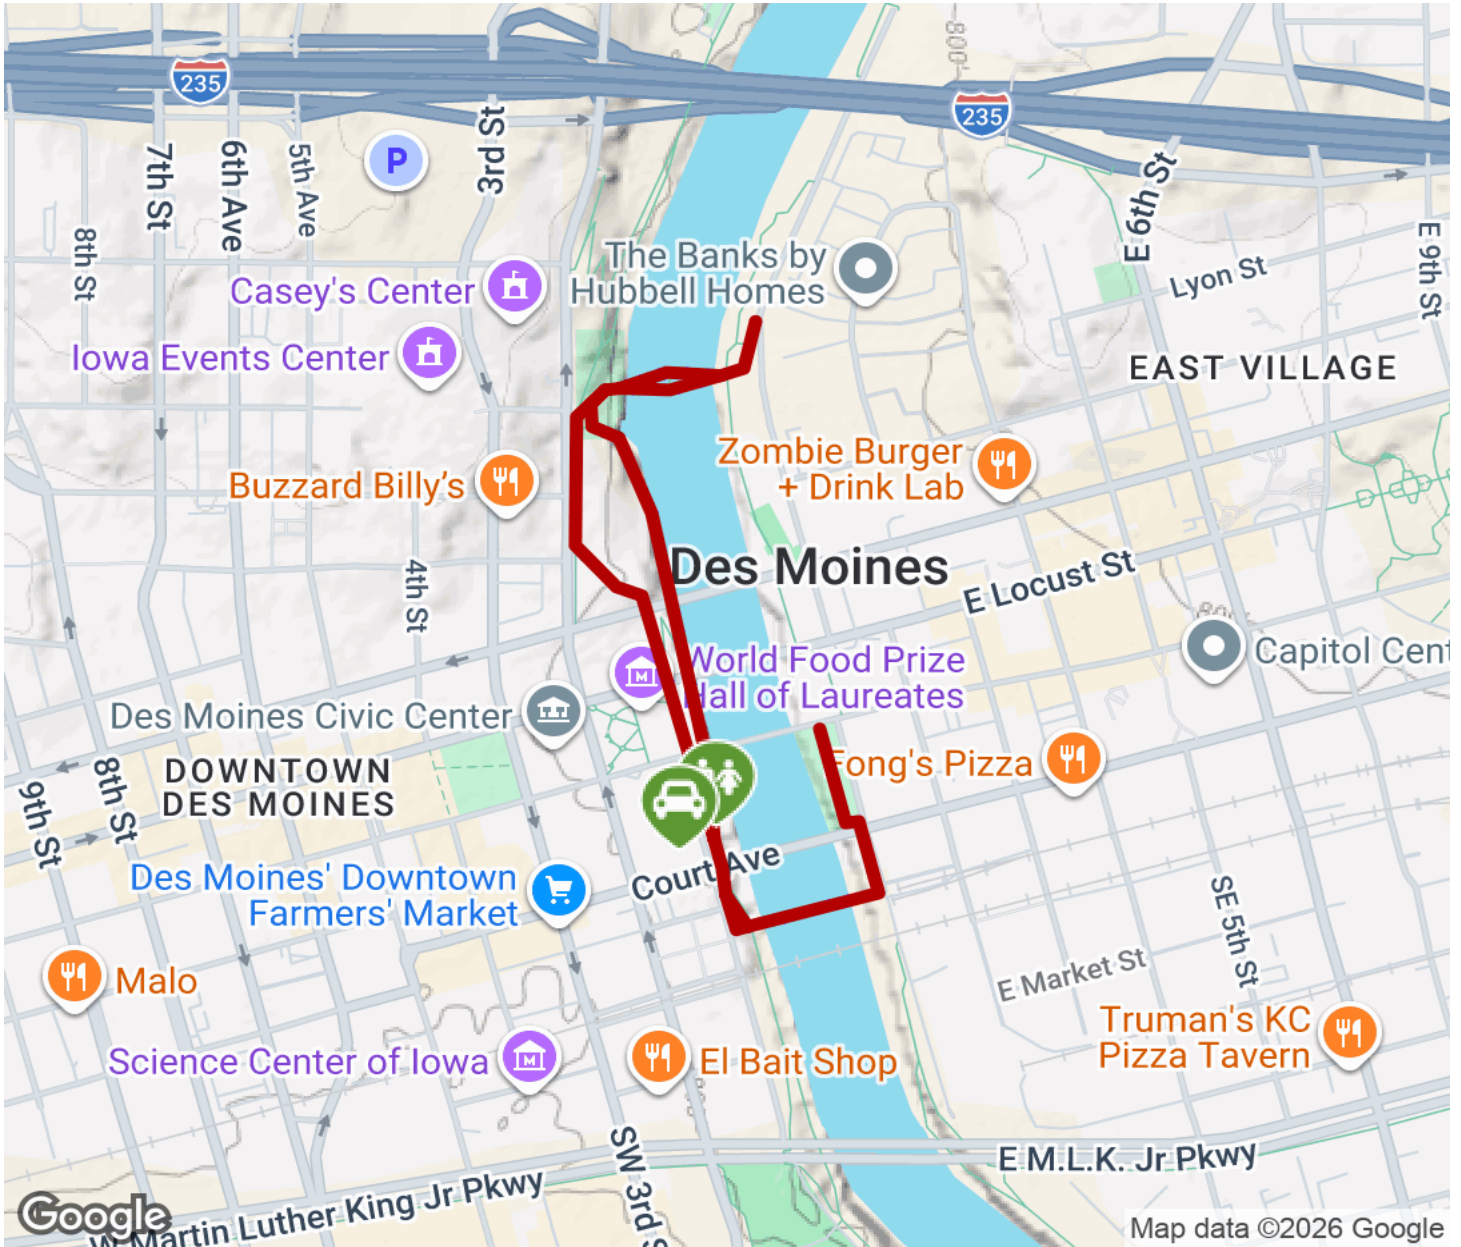 235
235
800
3rd St
7th St
6th Ave
5th Ave
P
E 6th St
8th St
E 9th St
The Banks by
Hubbell Homes
Lyon St
Casey's Center
Iowa Events Center
EAST VILLAGE
Zombie Burger
+ Drink Lab
Buzzard Billy's
Des Moines
4th St
E Locust St
World Food Prize
Hall of Laureates
Capitol Cent
Des Moines Civic Center
Fong's Pizza
DOWNTOWN
DES MOINES
8th St
9th St
Court Ave
Des Moines' Downtown
Farmers' Market
SE 5th St
E Market St
Malo
Science Center of Iowa
El Bait Shop
Truman's KC
Pizza Tavern
SW 3rd S
E M.L.K. Jr Pkwy
W. Martin Luther King Jr Pkwy
Google
Map data ©2026 Google